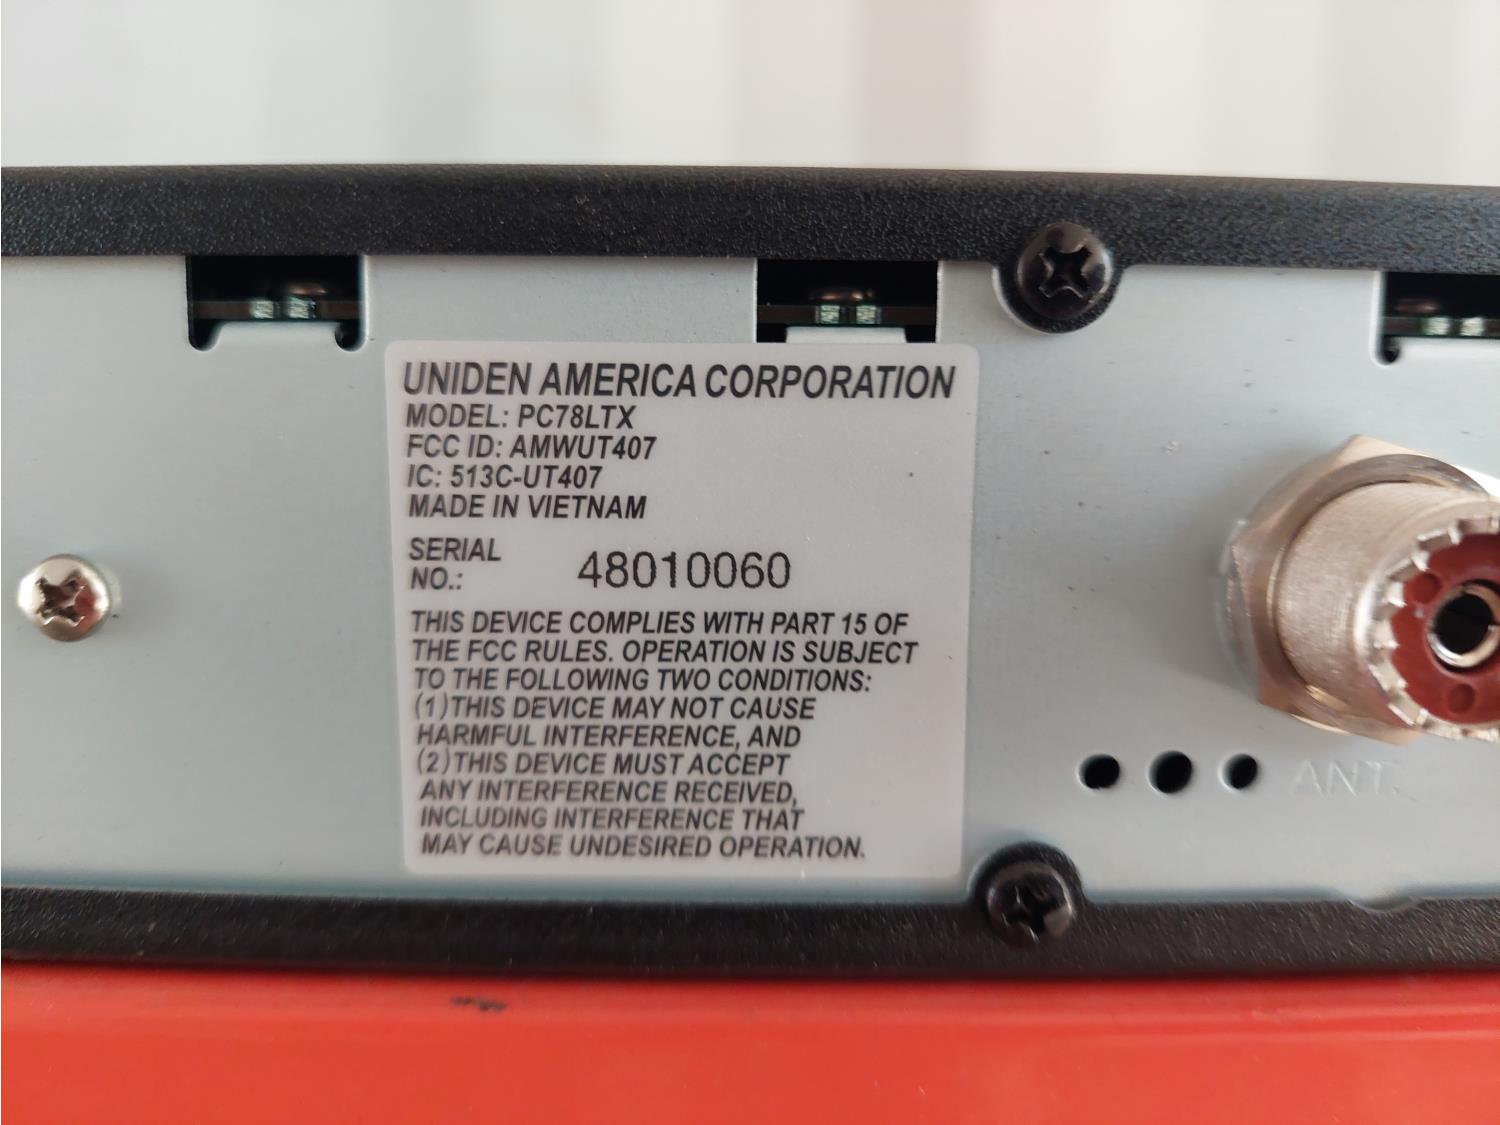 UNIDEN AMERICA CORPORATION
MODEL: PC78LTX
FCC ID: AMWUT407
IC: 513C-UT407
MADE IN VIETNAM
SERIAL
NO.: 48010060
THIS DEVICE COMPLIES WITH PART 15 OF
THE FCC RULES. OPERATION IS SUBJECT
TO THE FOLLOWING TWO CONDITIONS:
(1)THIS DEVICE MAY NOT CAUSE
HARMFUL INTERFERENCE, AND
(2)THIS DEVICE MUST ACCEPT
ANY INTERFERENCE RECEIVED,
INCLUDING INTERFERENCE THAT
MAY CAUSE UNDESIRED OPERATION.
ANT.